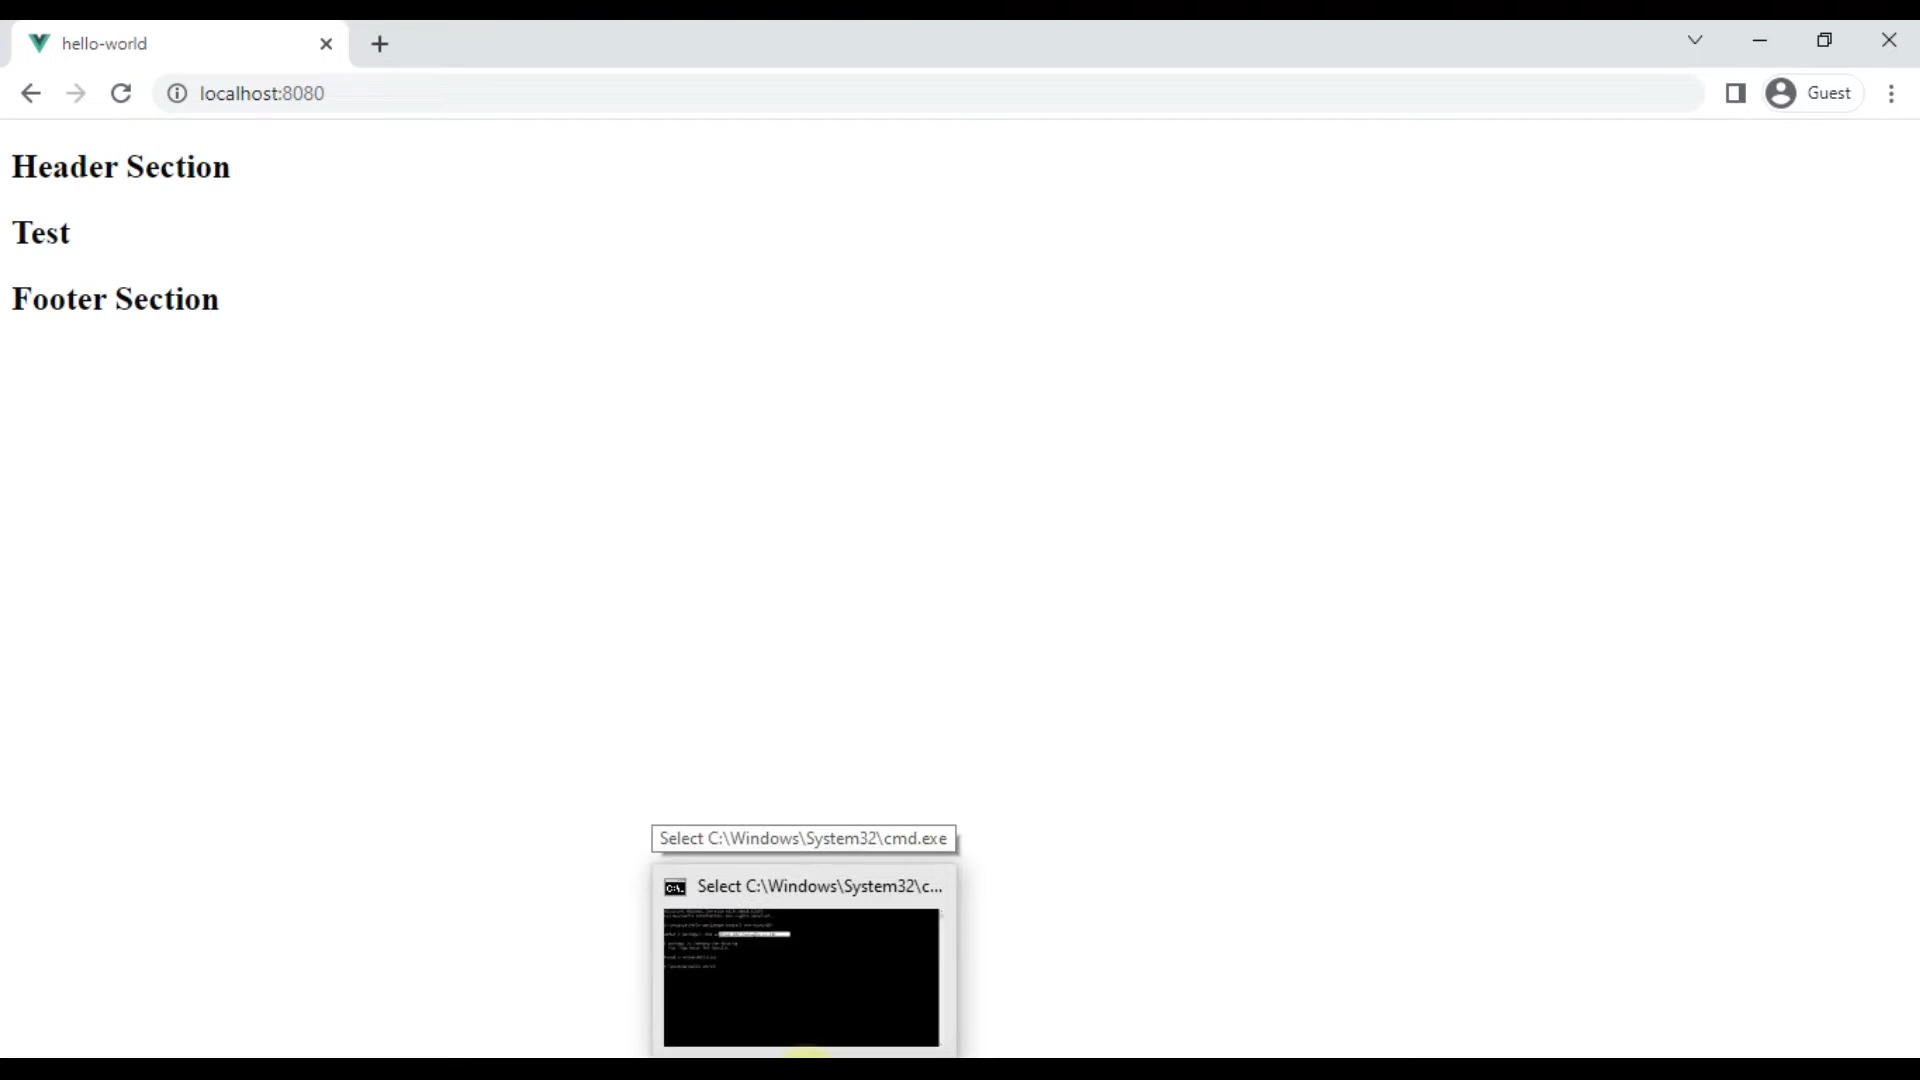 hello-world
localhost:8080
Guest
Header Section
Test
Footer Section
Select C:\Windows\System32\cmd.exe
Select C:\Windows\System32\c...